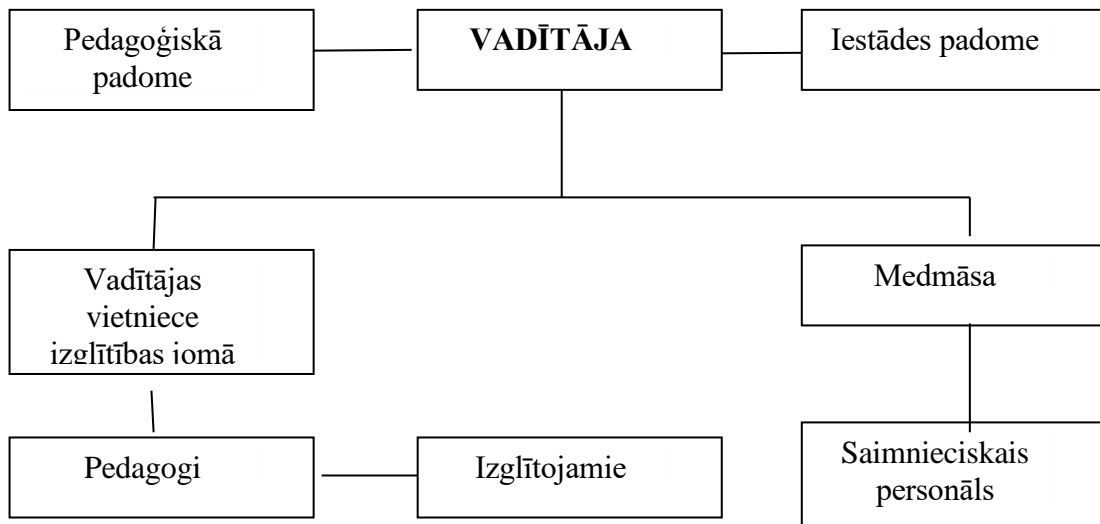 Pedagoģiskā
padome
VADĪTĀJA
Iestādes padome
Vadītājas
vietniece
izglītības jomā
Medmāsa
Pedagogi
Izglītojamie
Saimnieciskais
personāls